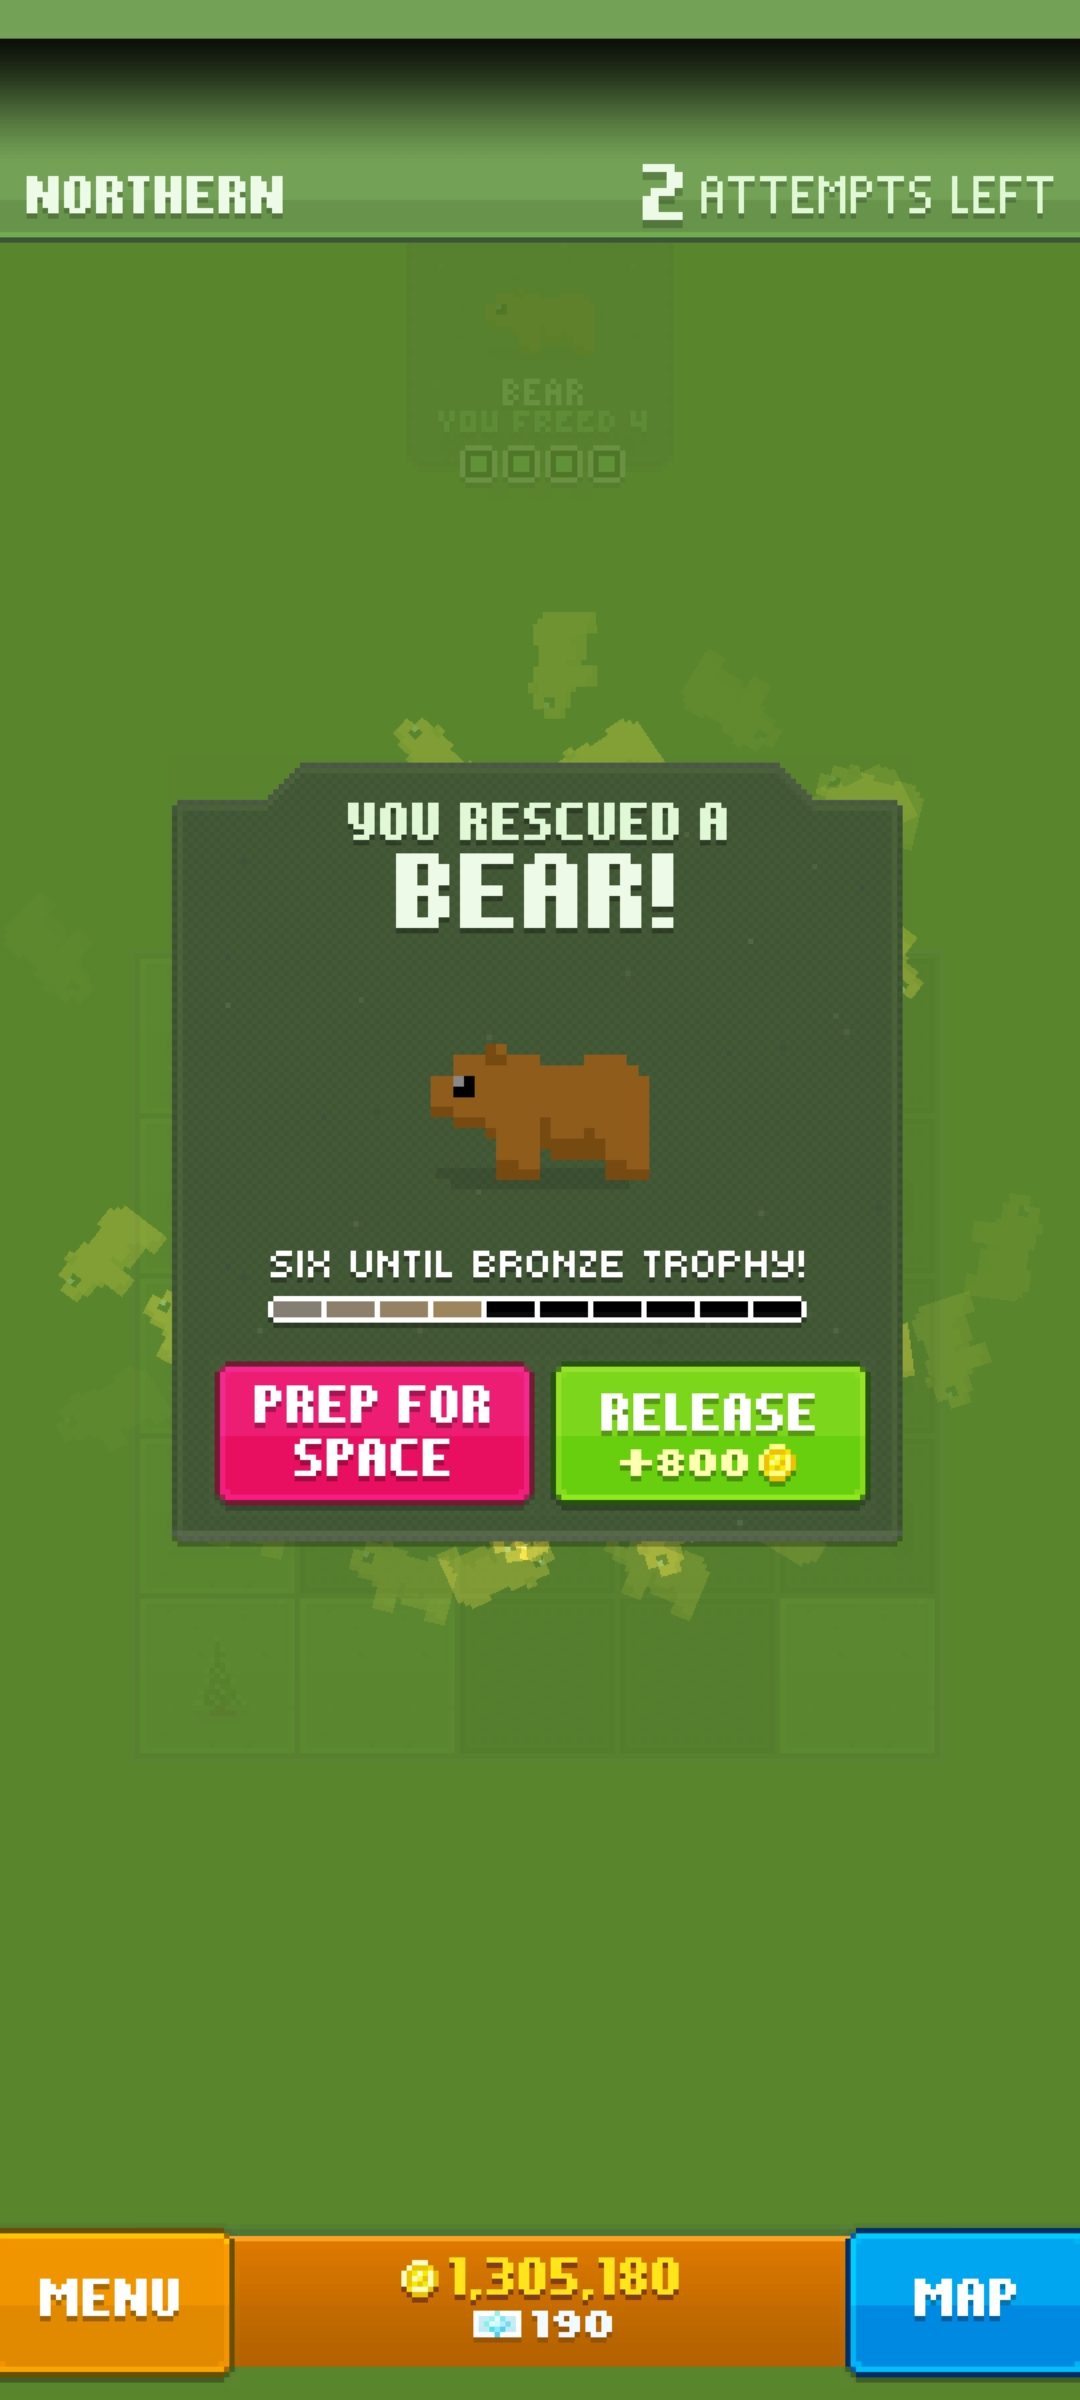 NORTHERN
2 ATTEMPTS LEFT
BEAR
YOU FREED 4
YOU RESCUED A
BEAR!
SIX UNTIL BRONZE TROPHY!
PREP FOR
SPACE
RELEASE
+800
MENU
1,305,180
190
MAP